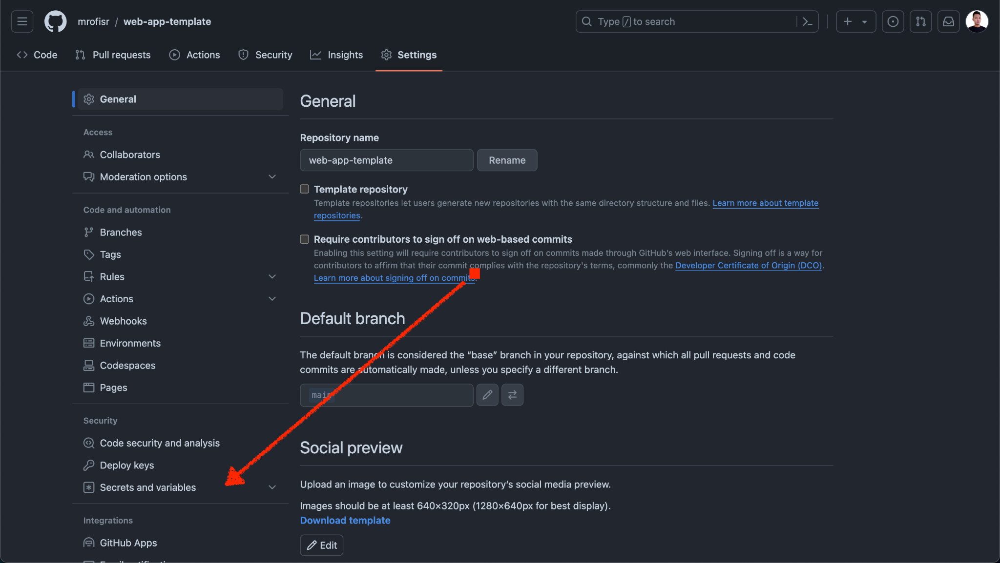 mrofisr / web-app-template
Type / to search
Code
Pull requests
Actions
Security
Insights
Settings
General
Access
Collaborators
Moderation options
Code and automation
Branches
Tags
Rules
Actions
Webhooks
Environments
Codespaces
Pages
Security
Code security and analysis
Deploy keys
Secrets and variables
Integrations
GitHub Apps
General
Repository name
web-app-template
Rename
Template repository
Template repositories let users generate new repositories with the same directory structure and files. Learn more about template
repositories.
Require contributors to sign off on web-based commits
Enabling this setting will require contributors to sign off on commits made through GitHub’s web interface. Signing off is a way for
contributors to affirm that their commit complies with the repository's terms, commonly the Developer Certificate of Origin (DCO).
Learn more about signing off on commits.
Default branch
The default branch is considered the “base” branch in your repository, against which all pull requests and code
commits are automatically made, unless you specify a different branch.
main
Social preview
Upload an image to customize your repository’s social media preview.
Images should be at least 640×320px (1280×640px for best display).
Download template
Edit